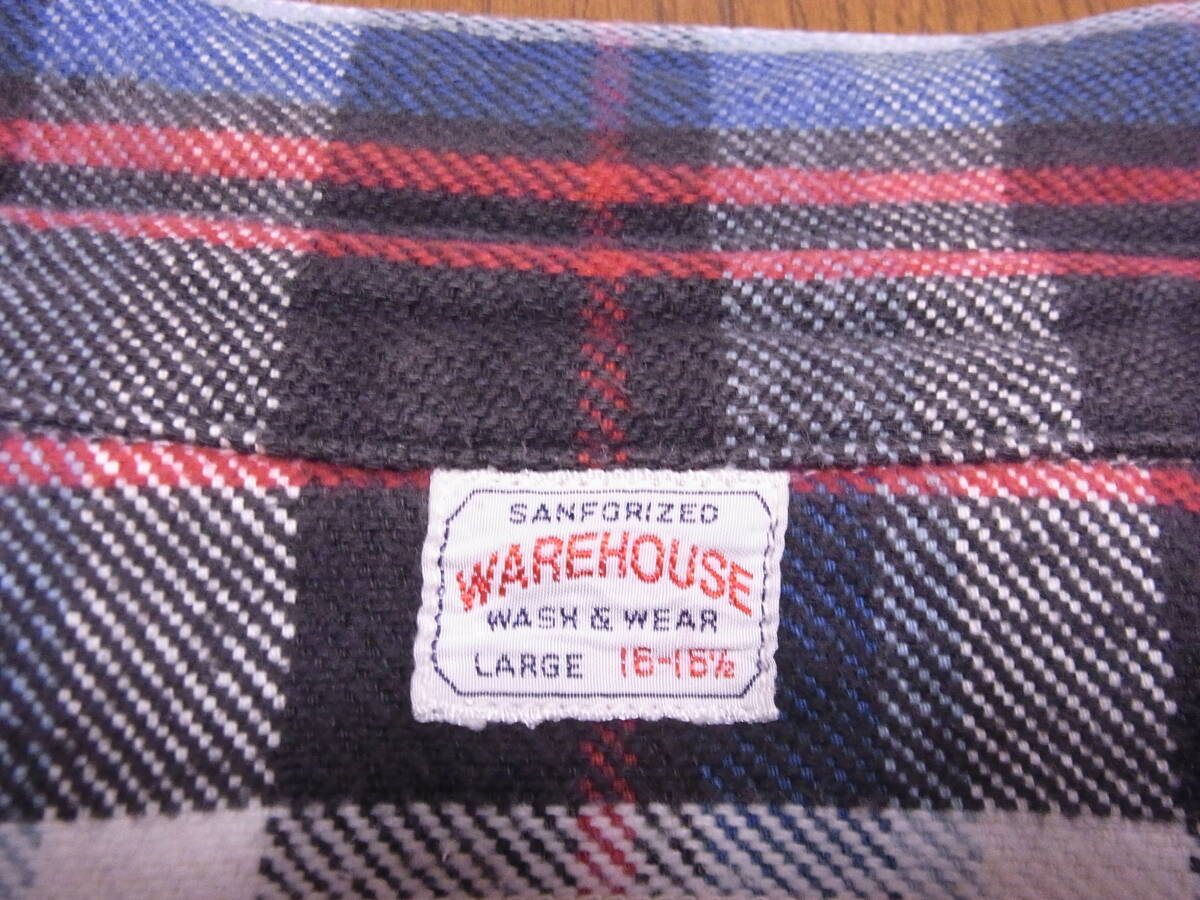 SANFORIZED
WAREHOUSE
WASH & WEAR
LARGE 16-16½